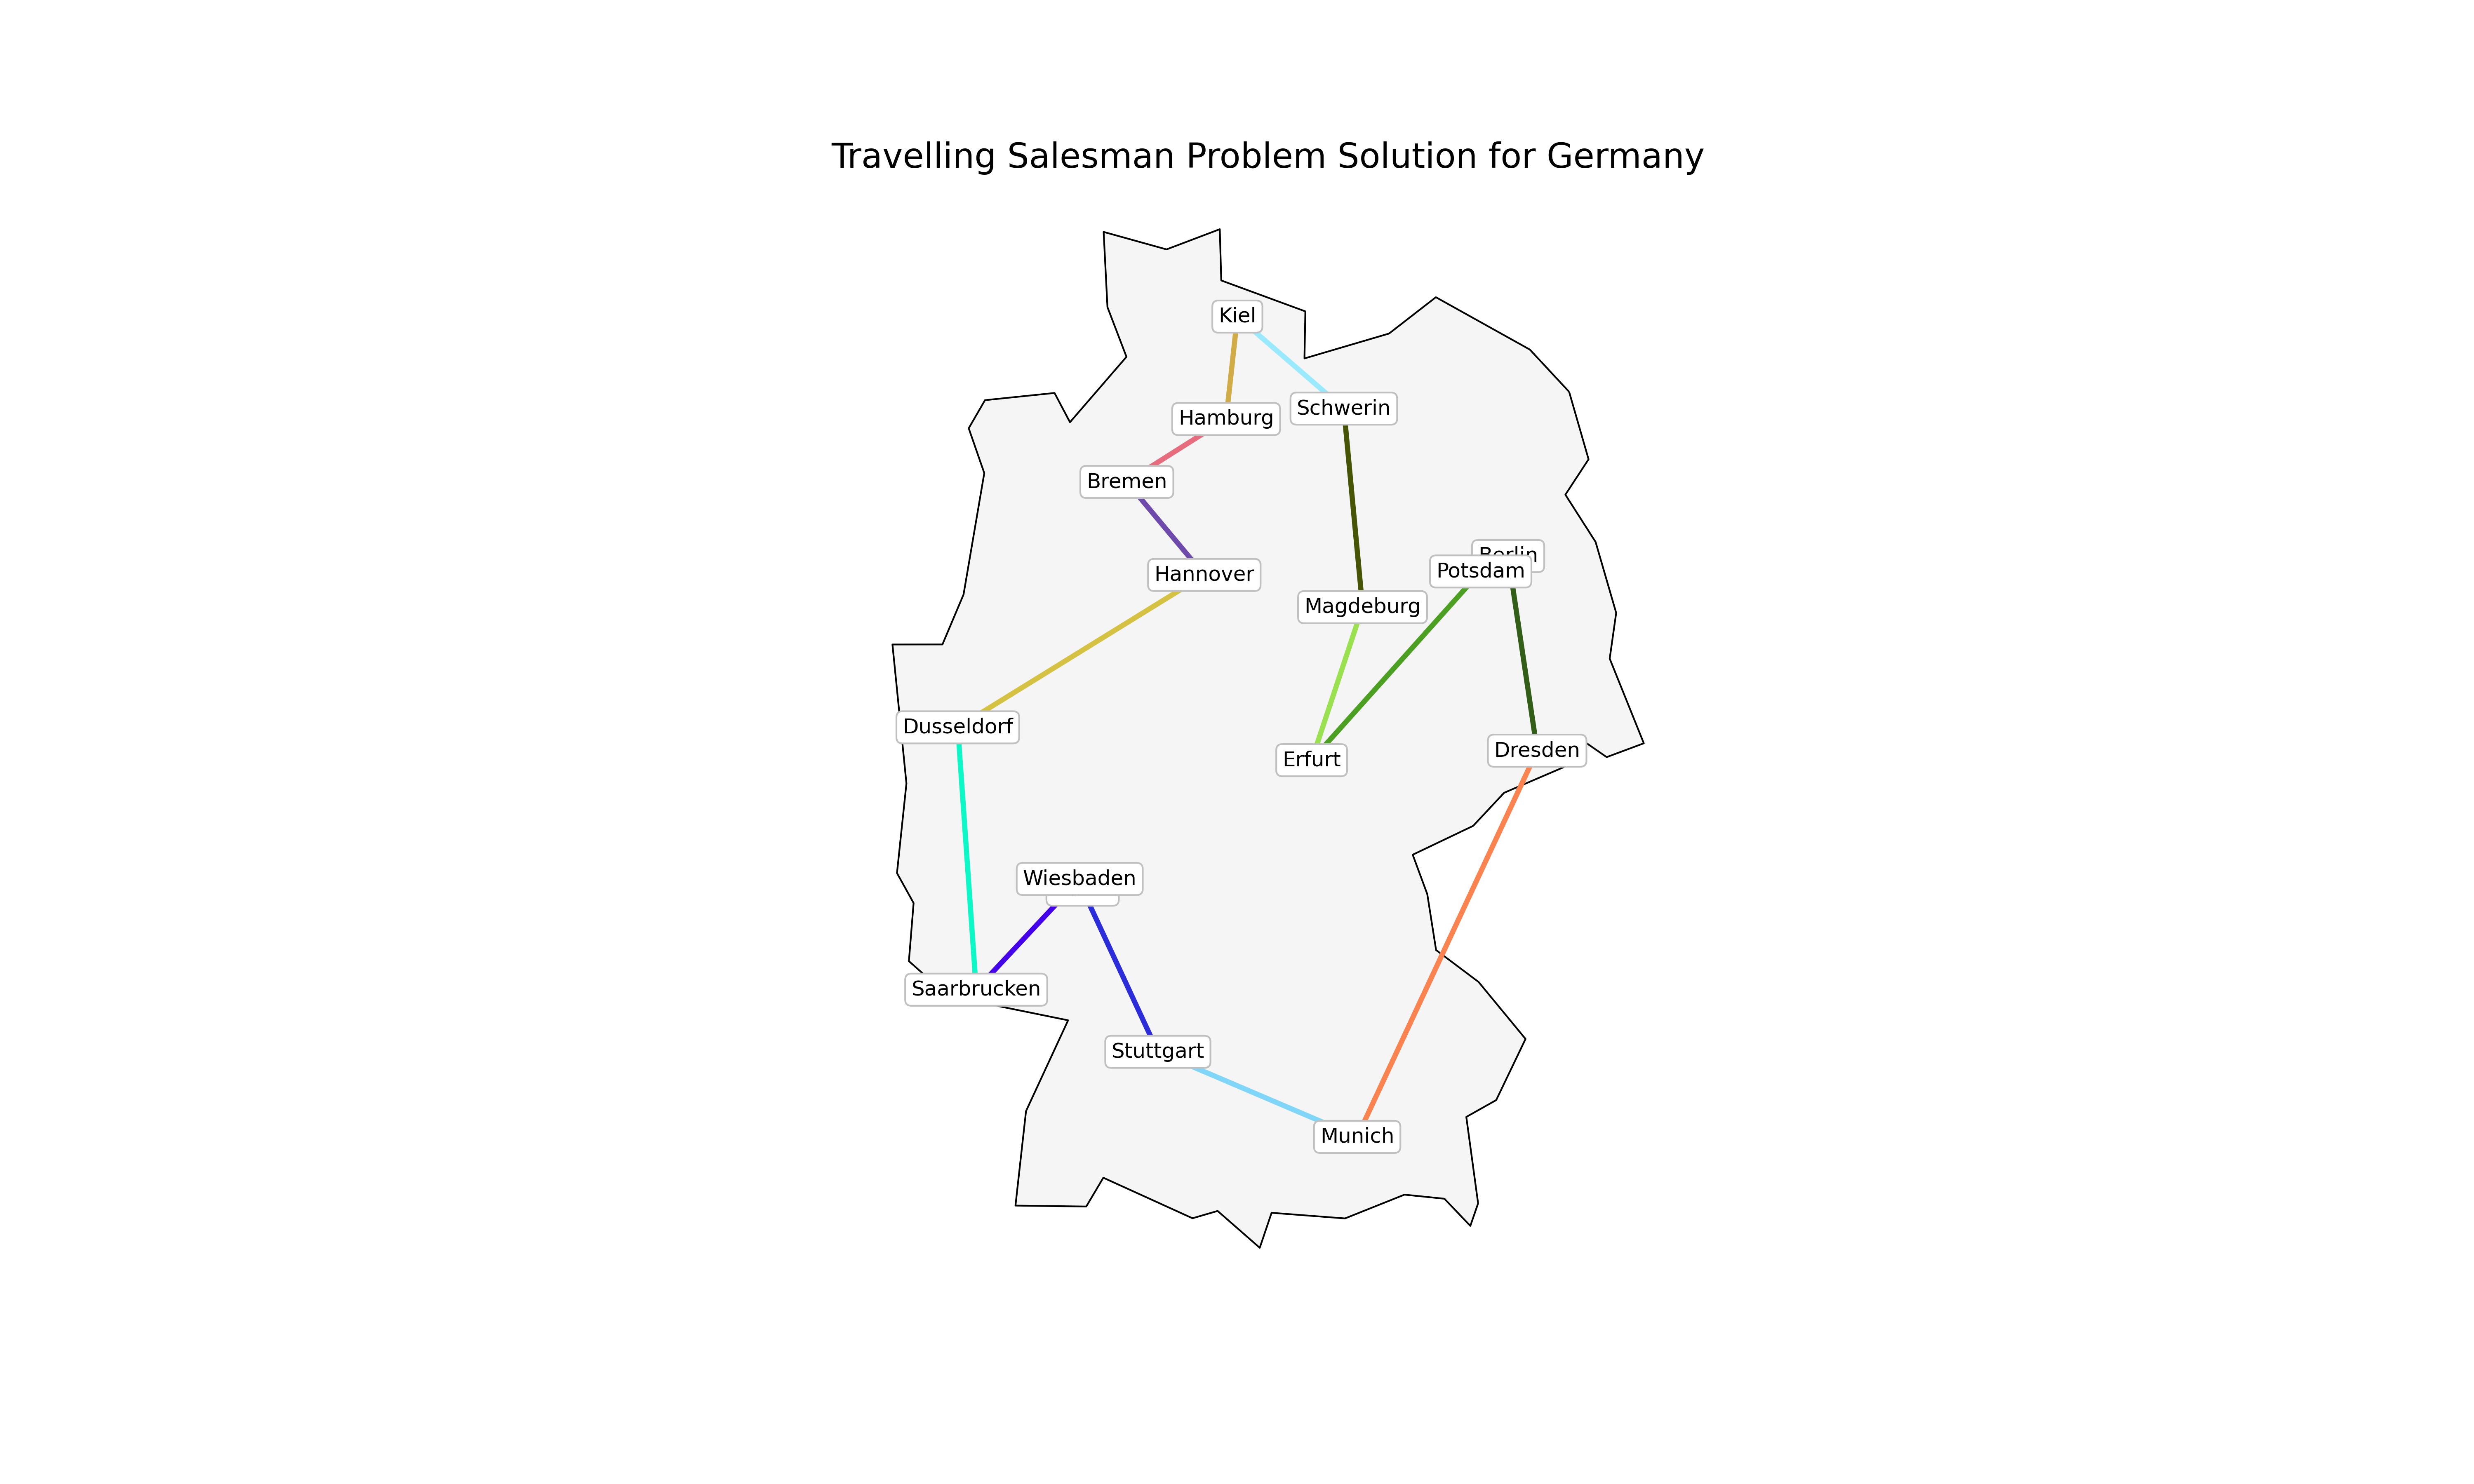 Travelling Salesman Problem Solution for Germany
Kiel
Schwerin
Hamburg
Bremen
Berlin
Potsdam
Hannover
Magdeburg
Dusseldorf
Dresden
Erfurt
Wiesbaden
Saarbrucken
Stuttgart
Munich